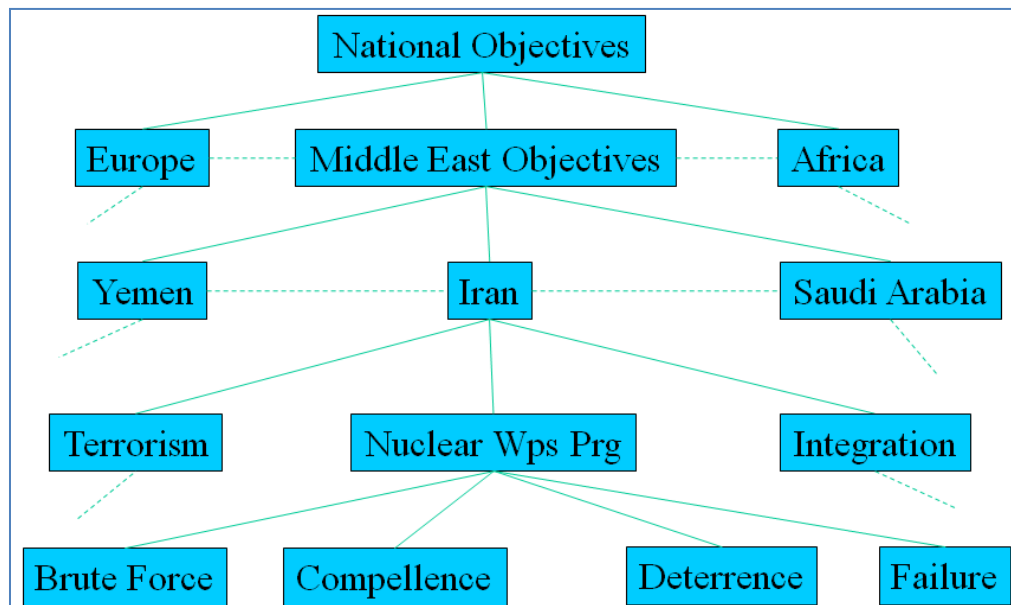 National Objectives
Europe
Middle East Objectives
Africa
Yemen
Iran
Saudi Arabia
Terrorism
Nuclear Wps Prg
Integration
Brute Force
Compellence
Deterrence
Failure